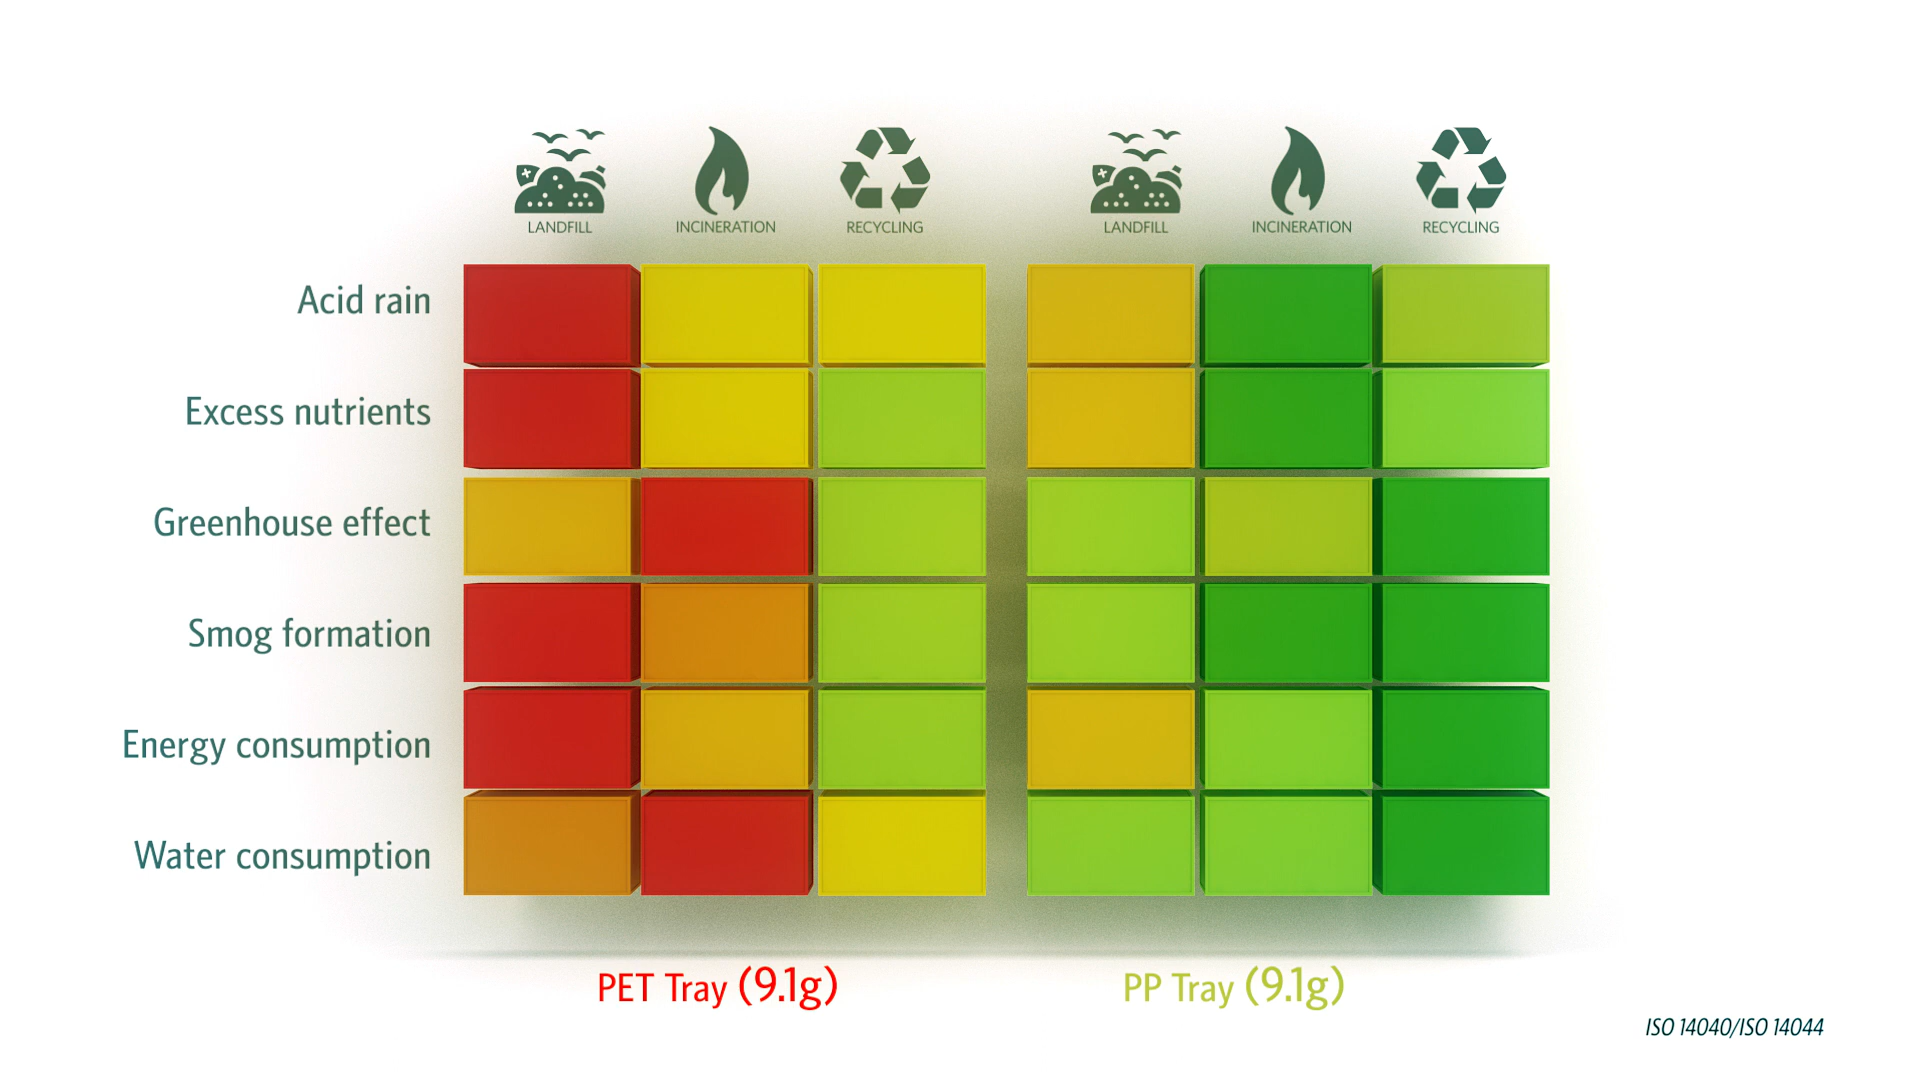 LANDFILL INCINERATION RECYCLING LANDFILL INCINERATION RECYCLING
Acid rain
Excess nutrients
Greenhouse effect
Smog formation
Energy consumption
Water consumption
PET Tray (9.1g) PP Tray (9.1g)
ISO 14040/ISO 14044